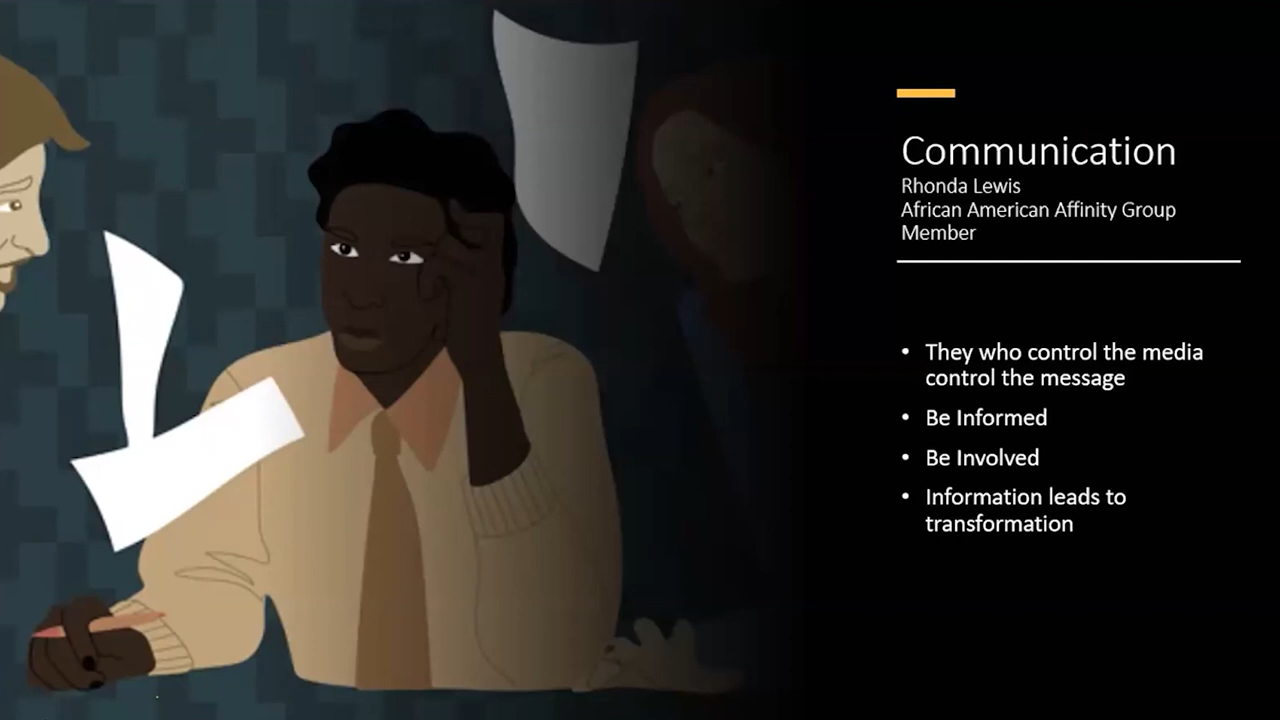 Communication
Rhonda Lewis
African American Affinity Group
Member
• They who control the media
control the message
• Be Informed
• Be Involved
• Information leads to
transformation